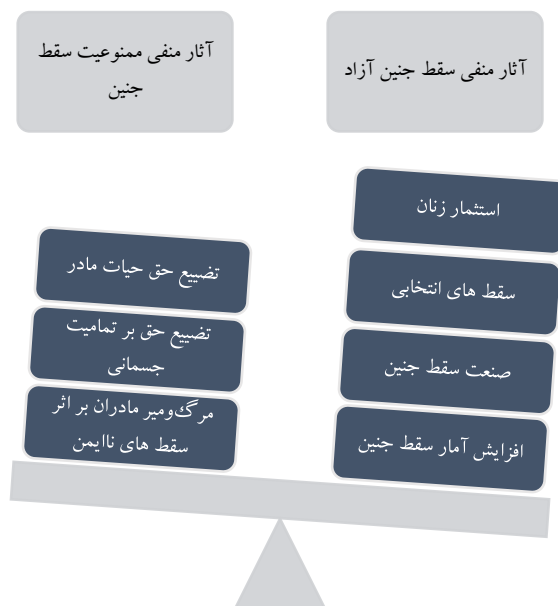 آثار منفی سقط جنین آزاد
آثار منفی ممنوعیت سقط
جنین
استثمار زنان
سقط های انتخابی
صنعت سقط جنین
افزایش آمار سقط جنین
تضییع حق حیات مادر
تضییع حق بر تمامیت
جسمانی
مرگ‌ومیر مادران بر اثر
سقط های ناایمن